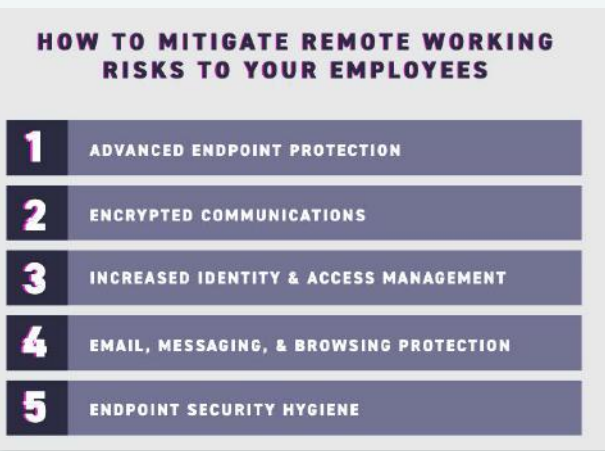 HOW TO MITIGATE REMOTE WORKING
RISKS TO YOUR EMPLOYEES
1 ADVANCED ENDPOINT PROTECTION
2 ENCRYPTED COMMUNICATIONS
3 INCREASED IDENTITY & ACCESS MANAGEMENT
4 EMAIL, MESSAGING, & BROWSING PROTECTION
5 ENDPOINT SECURITY HYGIENE